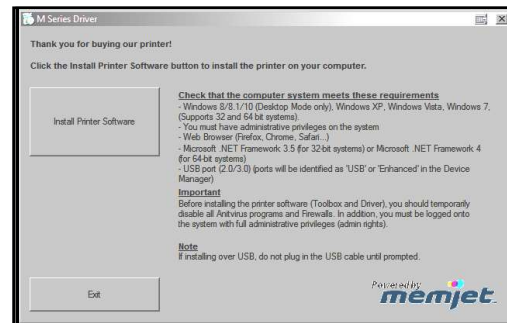 M Series Driver
Thank you for buying our printer!
Click the Install Printer Software button to install the printer on your computer.
Install Printer Software
Check that the computer system meets these requirements
- Windows 8/8.1/10 (Desktop Mode only), Windows XP, Windows Vista, Windows 7,
(Supports 32 and 64 bit systems).
- You must have administrative privileges on the system
- Web Browser (Firefox, Chrome, Safari...)
- Microsoft .NET Framework 3.5 (for 32-bit systems) or Microsoft .NET Framework 4
(for 64-bit systems)
- USB port (2.0/3.0) (ports will be identified as 'USB' or 'Enhanced' in the Device
Manager)
Important
Before installing the printer software (Toolbox and Driver), you should temporarily
disable all Antivirus programs and Firewalls. In addition, you must be logged onto
the system with full administrative privileges (admin rights).
Note
If installing over USB, do not plug in the USB cable until prompted.
Exit
Powered by
memjet.